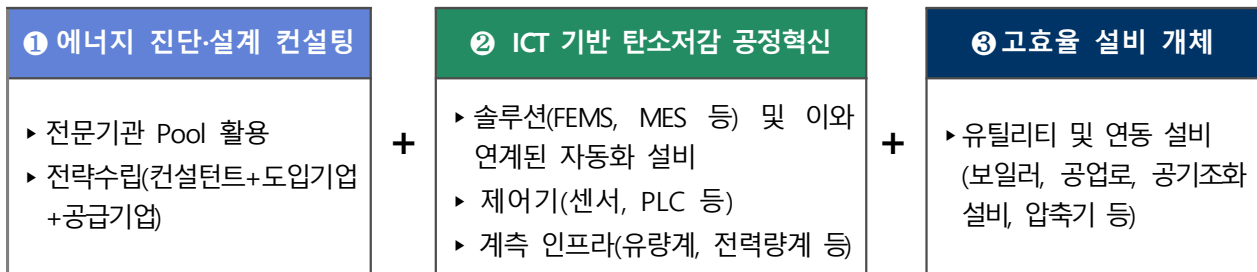 ❶ 에너지 진단·설계 컨설팅
▸ 전문기관 Pool 활용
▸ 전략수립(컨설턴트+도입기업
+공급기업)
+
❷ ICT 기반 탄소저감 공정혁신
▸ 솔루션(FEMS, MES 등) 및 이와
연계된 자동화 설비
▸ 제어기(센서, PLC 등)
▸ 계측 인프라(유량계, 전력량계 등)
+
❸ 고효율 설비 개체
▸ 유틸리티 및 연동 설비
(보일러, 공업로, 공기조화
설비, 압축기 등)